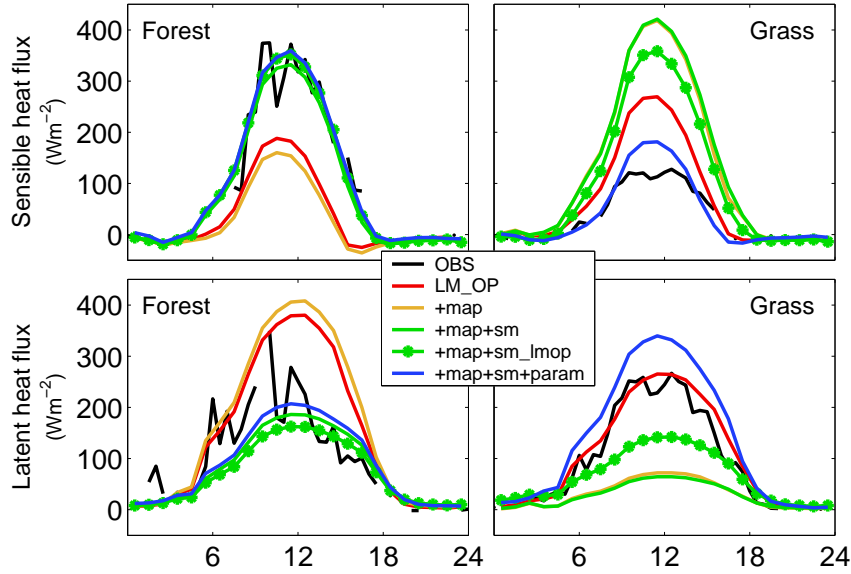 Forest
Grass
Sensible heat flux
(Wm−2)
400
300
200
100
0
OBS
LM_OP
+map
+map+sm
+map+sm_lmop
+map+sm+param
Forest
Grass
Latent heat flux
(Wm−2)
400
300
200
100
0
6 12 18 24 6 12 18 24